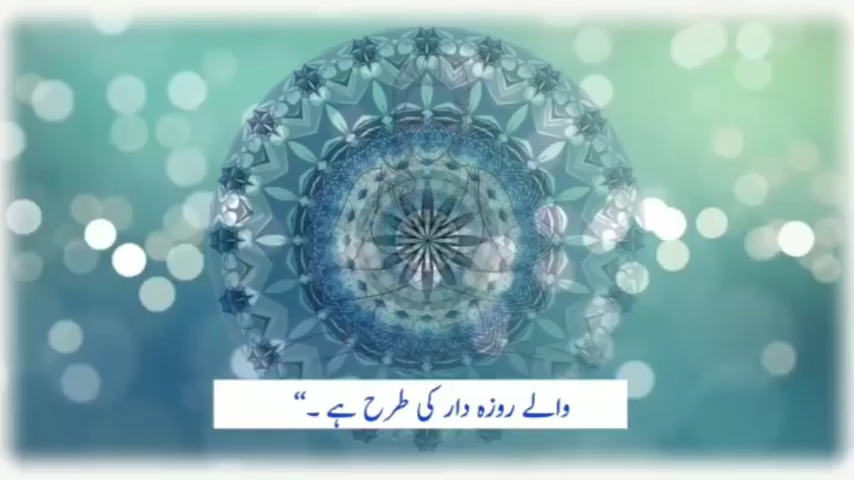 والے روزہ دار کی طرح ہے ۔“